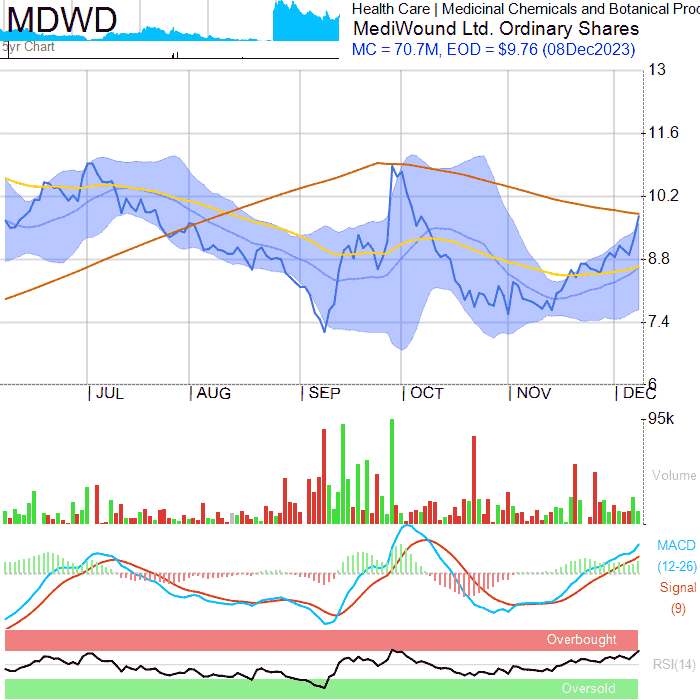 MDWD
5yr Chart
Health Care | Medicinal Chemicals and Botanical Proc
MediWound Ltd. Ordinary Shares
MC = 70.7M, EOD = $9.76 (08Dec2023)
13
11.6
10.2
8.8
7.4
6
JUL AUG SEP OCT NOV DEC
95k
Volume
MACD
(12-26)
Signal
(9)
Overbought
RSI(14)
Oversold